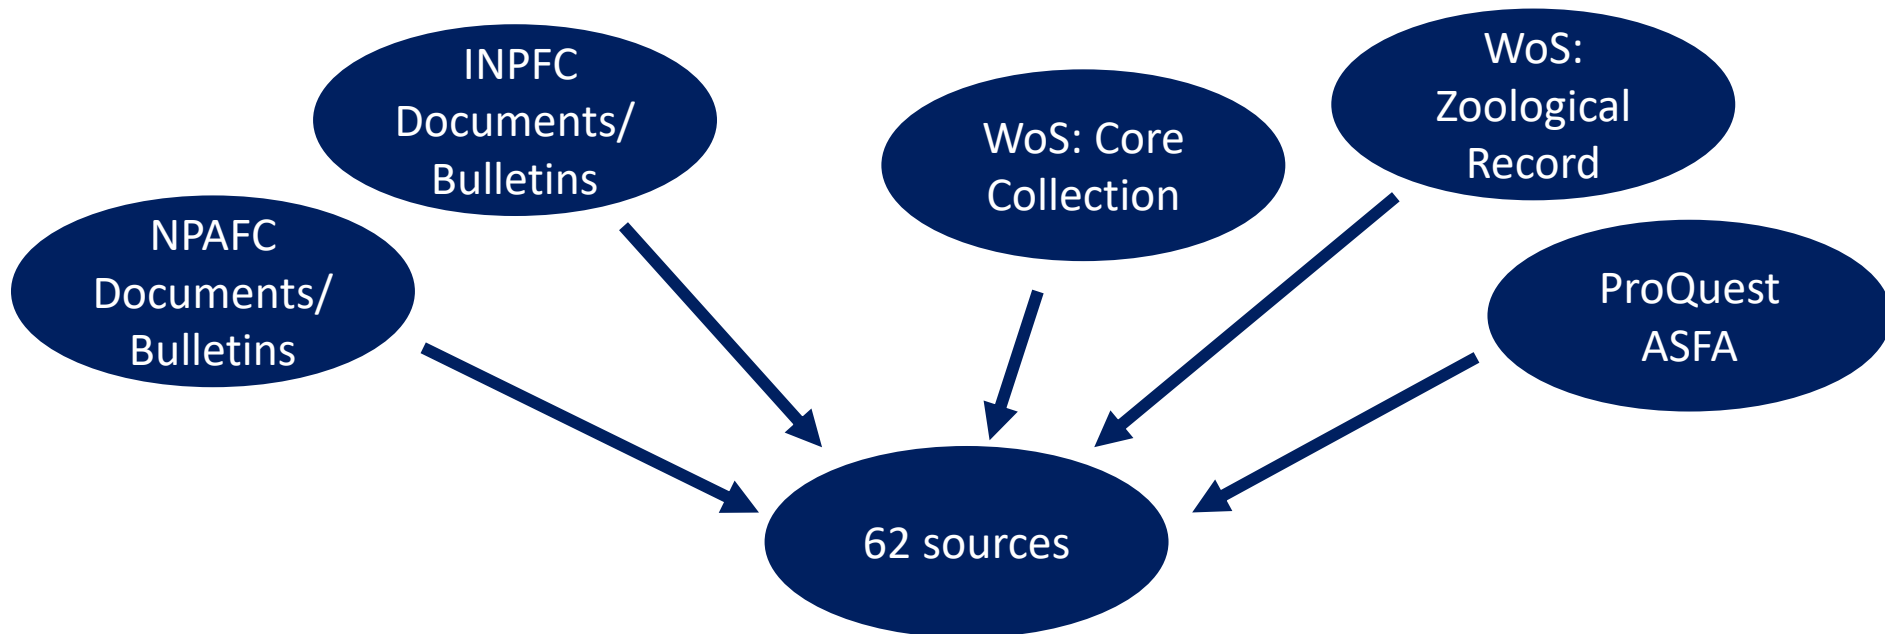 NPAFC
Documents/
Bulletins
INPFC
Documents/
Bulletins
WoS: Core
Collection
WoS:
Zoological
Record
ProQuest
ASFA
62 sources